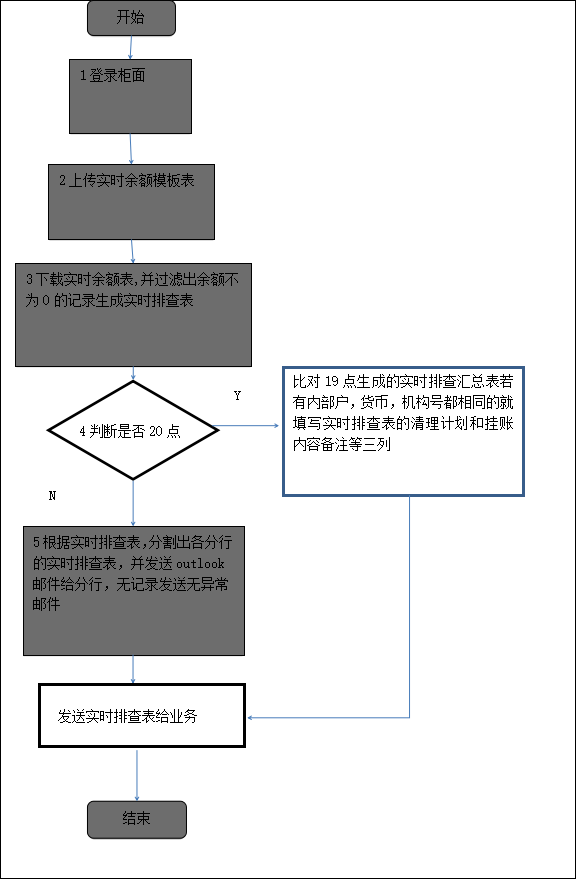 开始
1登录柜面
2上传实时余额模板表
3下载实时余额表,并过滤出余额不
为0的记录生成实时排查表
Y
比对19点生成的实时排查汇总表若
有内部户，货币，机构号都相同的就
填写实时排查表的清理计划和挂账
内容备注等三列
4判断是否20点
N
5根据实时排查表,分割出各分行
的实时排查表，并发送outlook
邮件给分行，无记录发送无异常
邮件
发送实时排查表给业务
结束